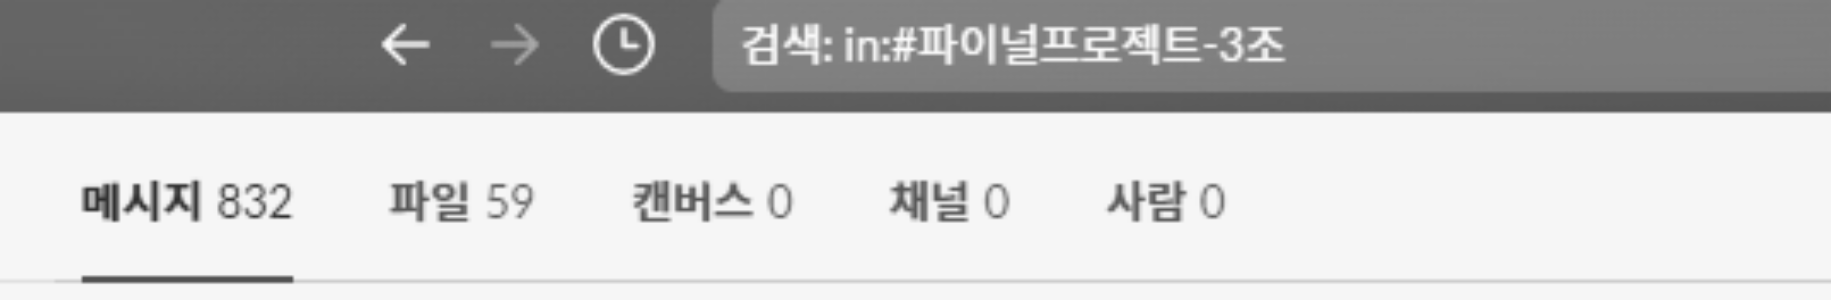 검색: in:#파이널프로젝트-3조
메시지 832 파일 59 캔버스 0 채널 0 사람 0